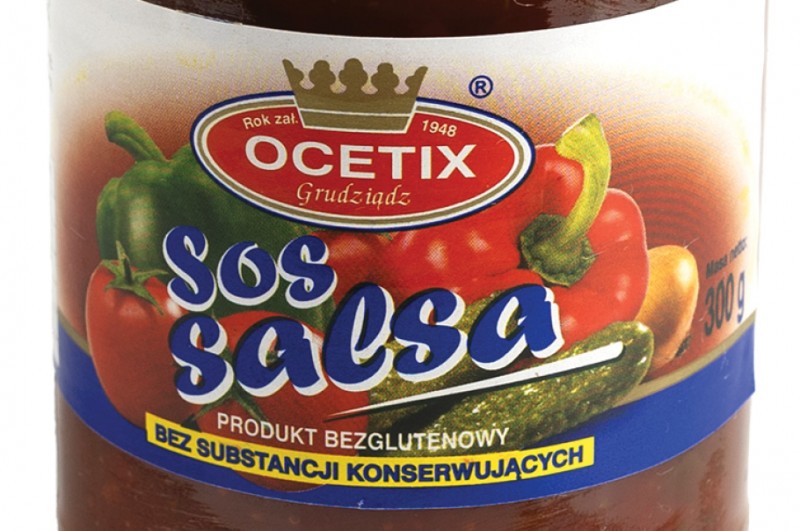 Rok zał. 1948
®
OCETIX
Grudziądz
Sos
salsa
Masa netto:
300 g
PRODUKT BEZGLUTENOWY
BEZ SUBSTANCJI KONSERWUJĄCYCH